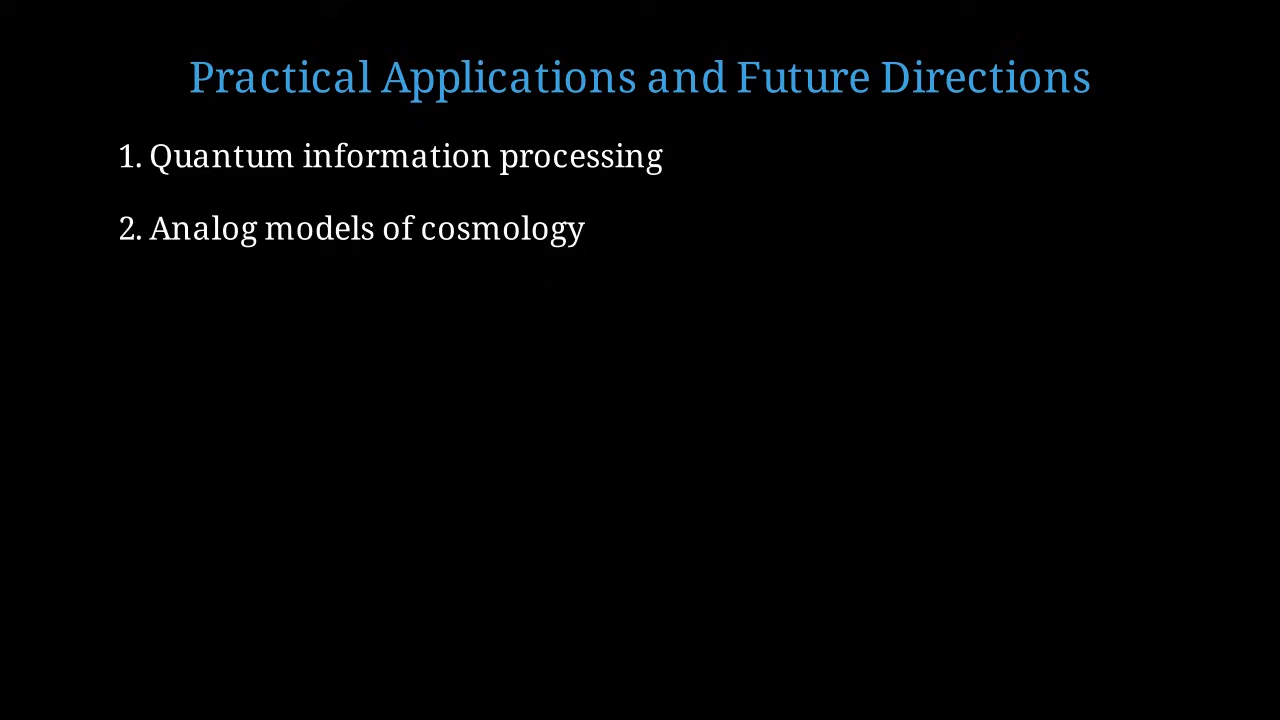 Practical Applications and Future Directions
1. Quantum information processing
2. Analog models of cosmology